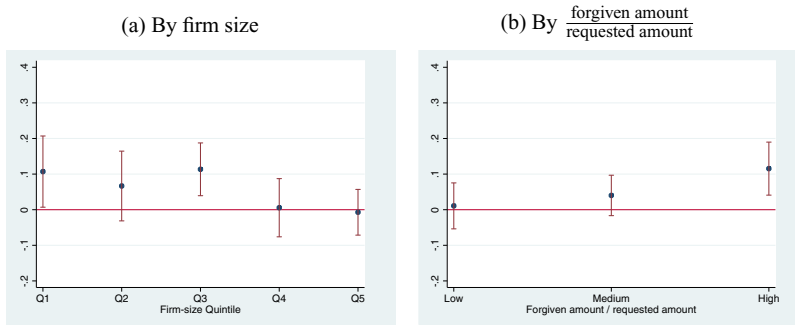 (a) By firm size
.4
.3
.2
.1
0
-.1
-.2
Q1 Q2 Q3 Q4 Q5
Firm-size Quintile
(b) By forgiven amount
requested amount
.4
.3
.2
.1
0
-.1
-.2
Low Medium High
Forgiven amount / requested amount